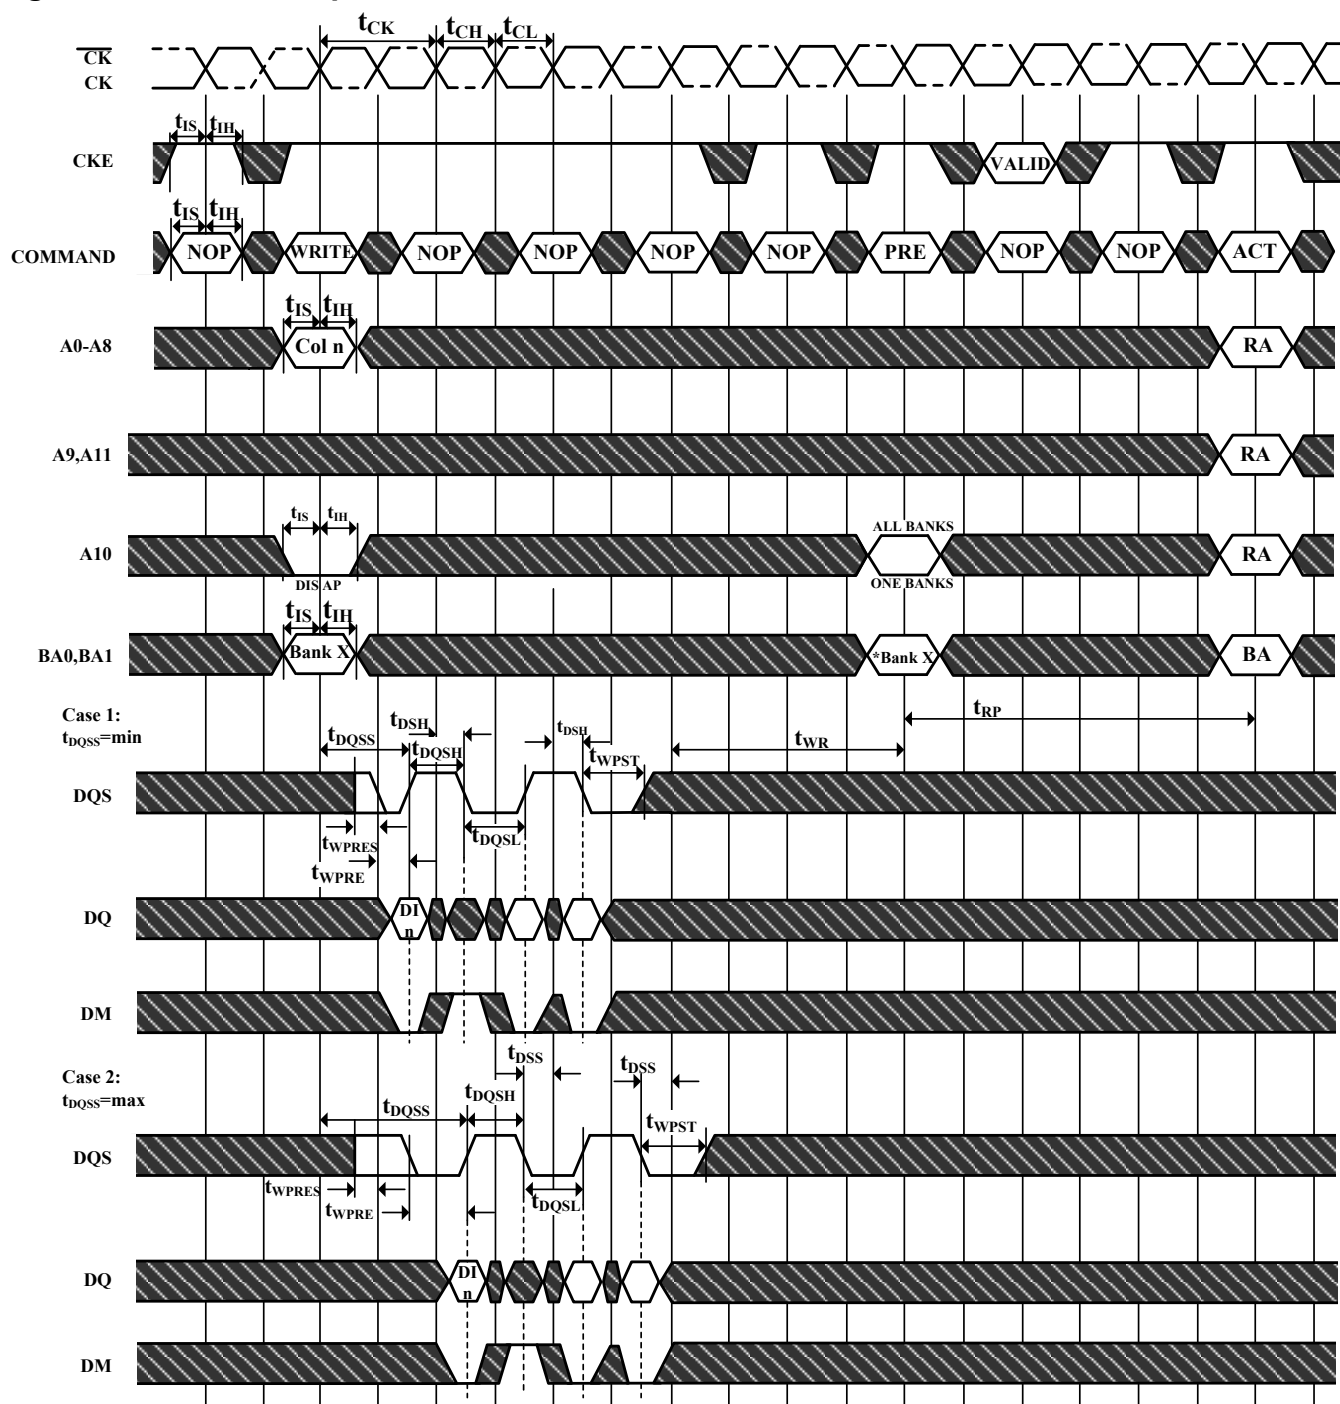 tCK tCH tCL
CK
CK
tIS tIH
CKE VALID
tIS tIH
COMMAND NOP WRITE NOP NOP NOP NOP PRE NOP NOP ACT
tIS tIH
A0-A8 Col n RA
A9,A11 RA
tIS tIH ALL BANKS
A10 RA
DIS AP ONE BANKS
tIS tIH
BA0,BA1 Bank X *Bank X BA
Case 1:
tDQSS=min
tDSH tDSH tRP
tDQSS tDQSH tWPST tWR
DQS
tWPRES tDQSL
tWPRE
DQ DI
n
DM
Case 2:
tDQSS=max
tDSS tDSS
tDQSS tDQSH tWPST
DQS
tWPRES tWPRE tDQSL
DQ DI
n
DM